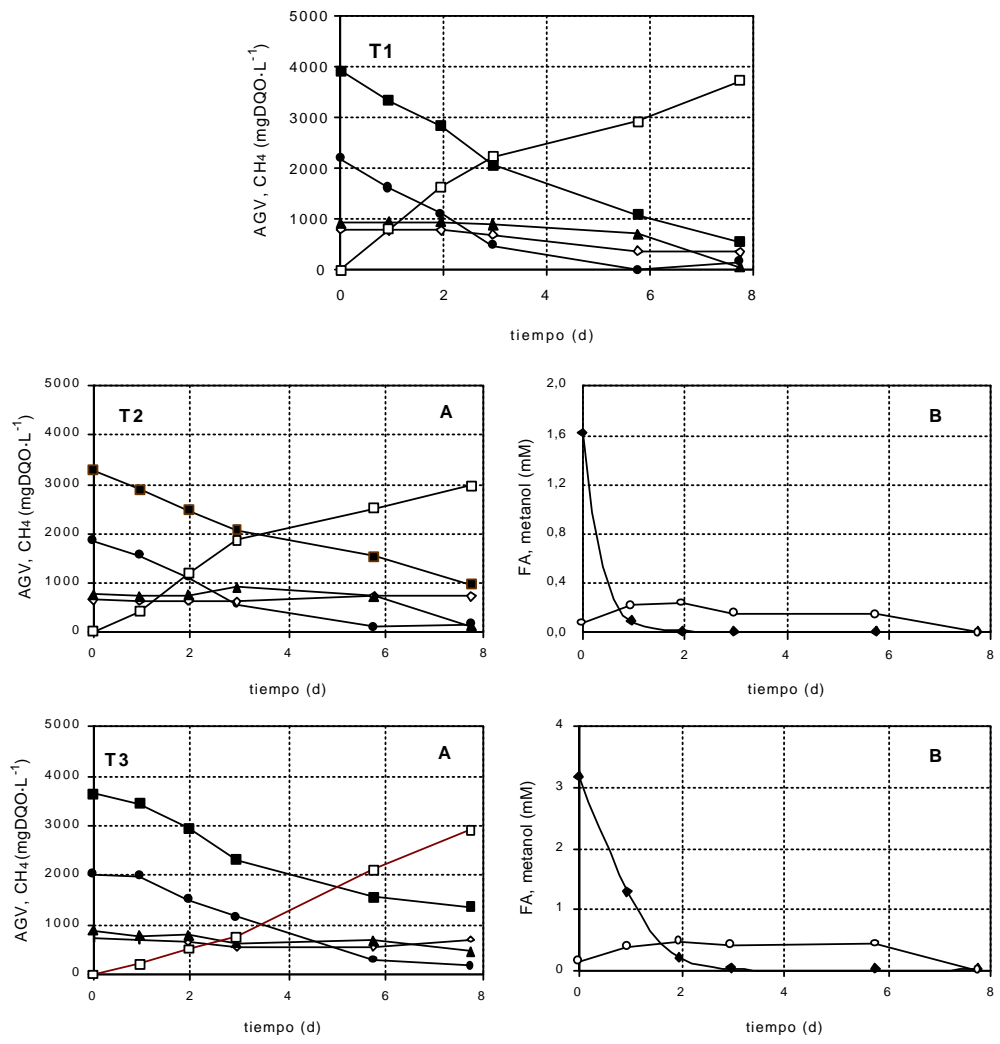 T1
AGV, CH4 (mgDQO·L-1)
5000
4000
3000
2000
1000
0
0 2 4 6 8
tiempo (d)
T2 A
AGV, CH4 (mgDQO·L-1)
5000
4000
3000
2000
1000
0
0 2 4 6 8
tiempo (d)
B
FA, metanol (mM)
2,0
1,6
1,2
0,8
0,4
0,0
0 2 4 6 8
tiempo (d)
T3 A
AGV, CH4 (mgDQO·L-1)
5000
4000
3000
2000
1000
0
0 2 4 6 8
tiempo (d)
B
FA, metanol (mM)
4
3
2
1
0
0 2 4 6 8
tiempo (d)